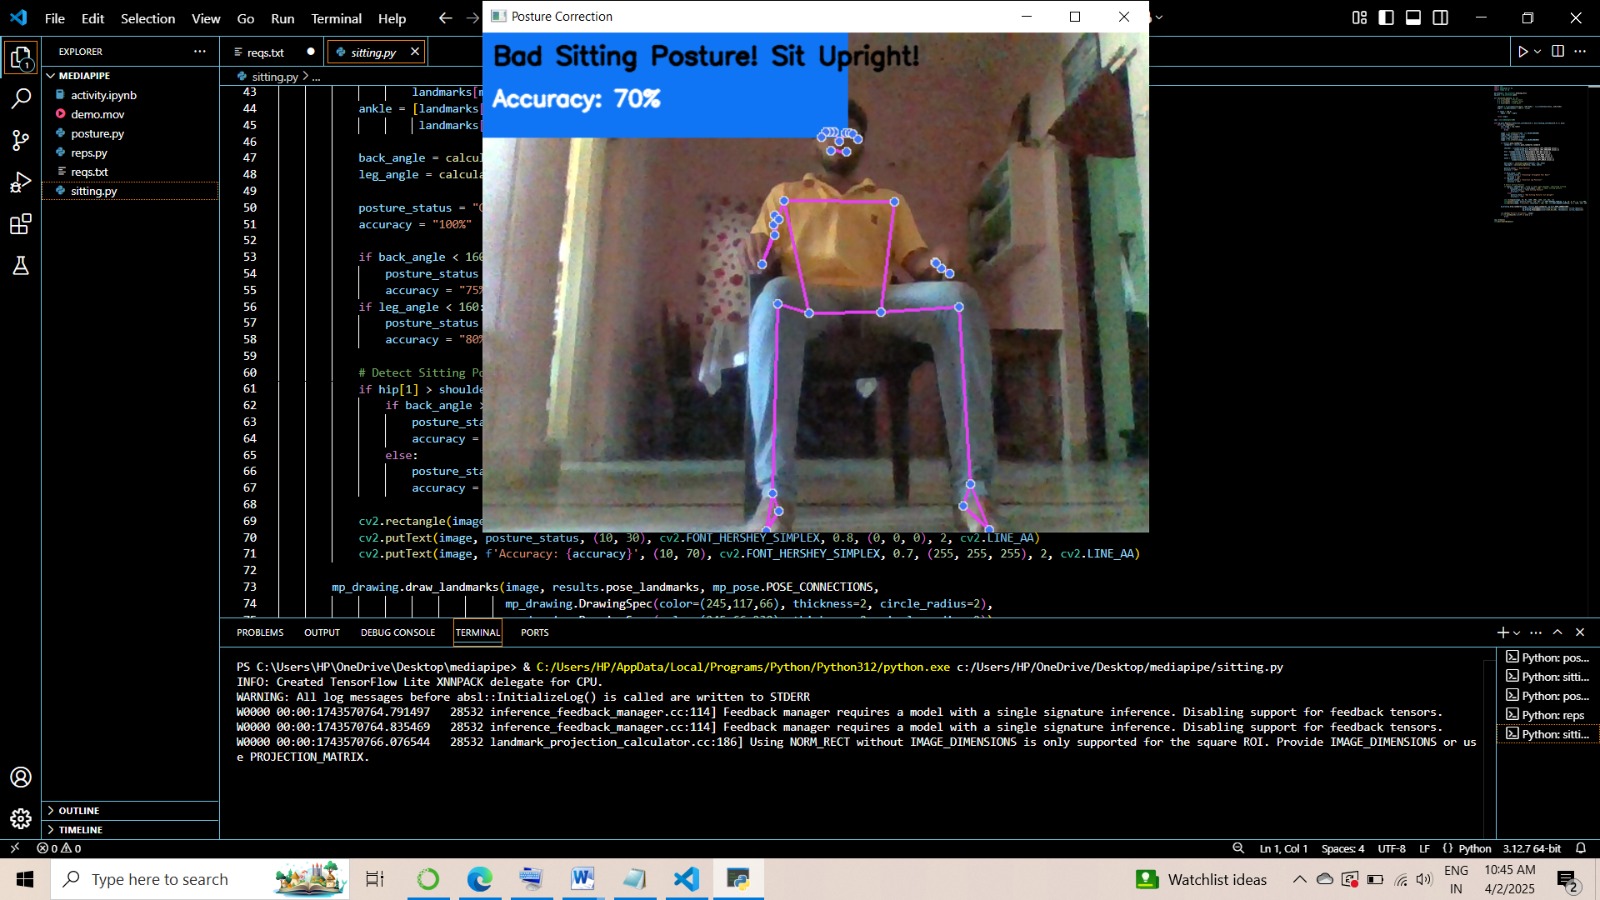 File Edit Selection View Go Run Terminal Help
Posture Correction
EXPLORER
reqs.txt
sitting.py
MEDIAPIPE
activity.ipynb
demo.mov
posture.py
reps.py
reqs.txt
sitting.py
sitting.py > ...
Bad Sitting Posture! Sit Upright!
Accuracy: 70%
43 landmarks[m
44 ankle = [landmarks[
45 landmarks[
46
47 back_angle = calcu
48 leg_angle = calcula
49
50 posture_status = "G
51 accuracy = "100%"
52
53 if back_angle < 160
54 posture_status
55 accuracy = "75%
56 if leg_angle < 160:
57 posture_status
58 accuracy = "80%
59
60 # Detect Sitting Po
61 if hip[1] > shoulde
62 if back_angle >
63 posture_sta
64 accuracy =
65 else:
66 posture_sta
67 accuracy =
68
69 cv2.rectangle(image
70 cv2.putText(image, posture_status, (10, 30), cv2.FONT_HERSHEY_SIMPLEX, 0.8, (0, 0, 0), 2, cv2.LINE_AA)
71 cv2.putText(image, f'Accuracy: {accuracy}', (10, 70), cv2.FONT_HERSHEY_SIMPLEX, 0.7, (255, 255, 255), 2, cv2.LINE_AA)
72
73 mp_drawing.draw_landmarks(image, results.pose_landmarks, mp_pose.POSE_CONNECTIONS,
74 mp_drawing.DrawingSpec(color=(245,117,66), thickness=2, circle_radius=2),
PROBLEMS OUTPUT DEBUG CONSOLE TERMINAL PORTS
PS C:\Users\HP\OneDrive\Desktop\mediapipe> & C:/Users/HP/AppData/Local/Programs/Python/Python312/python.exe c:/Users/HP/OneDrive/Desktop/mediapipe/sitting.py
INFO: Created TensorFlow Lite XNNPACK delegate for CPU.
WARNING: All log messages before absl::InitializeLog() is called are written to STDERR
W0000 00:00:1743570764.791497 28532 inference_feedback_manager.cc:114] Feedback manager requires a model with a single signature inference. Disabling support for feedback tensors.
W0000 00:00:1743570764.835469 28532 inference_feedback_manager.cc:114] Feedback manager requires a model with a single signature inference. Disabling support for feedback tensors.
W0000 00:00:1743570766.076544 28532 landmark_projection_calculator.cc:186] Using NORM_RECT without IMAGE_DIMENSIONS is only supported for the square ROI. Provide IMAGE_DIMENSIONS or us
e PROJECTION_MATRIX.
Python: pos...
Python: sitti...
Python: pos...
Python: reps
Python: sitti...
OUTLINE
TIMELINE
0 0 Ln 1, Col 1 Spaces: 4 UTF-8 LF {} Python 3.12.7 64-bit
Type here to search
Watchlist ideas
ENG
IN
10:45 AM
4/2/2025
2